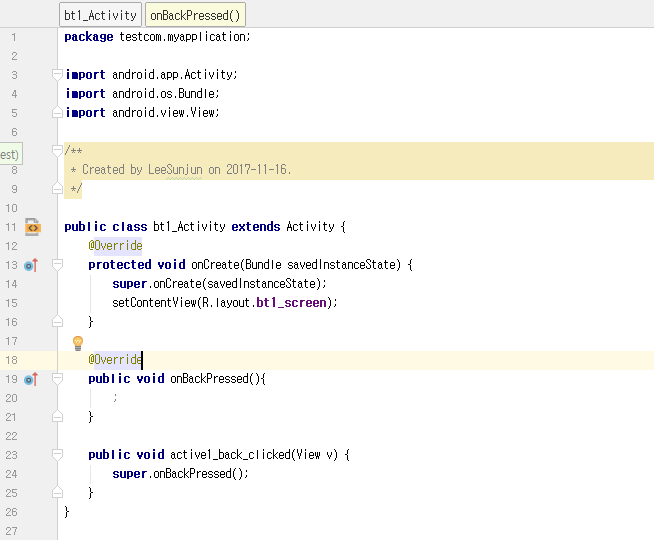 bt1_Activity onBackPressed()
1 package testcom.myapplication;
2
3 import android.app.Activity;
4 import android.os.Bundle;
5 import android.view.View;
6
est) /**
8 * Created by LeeSunjun on 2017-11-16.
9 */
10
11 public class bt1_Activity extends Activity {
12 @Override
13 protected void onCreate(Bundle savedInstanceState) {
14 super.onCreate(savedInstanceState);
15 setContentView(R.layout.bt1_screen);
16 }
17
18 @Override
19 public void onBackPressed(){
20 ;
21 }
22
23 public void active1_back_clicked(View v) {
24 super.onBackPressed();
25 }
26 }
27